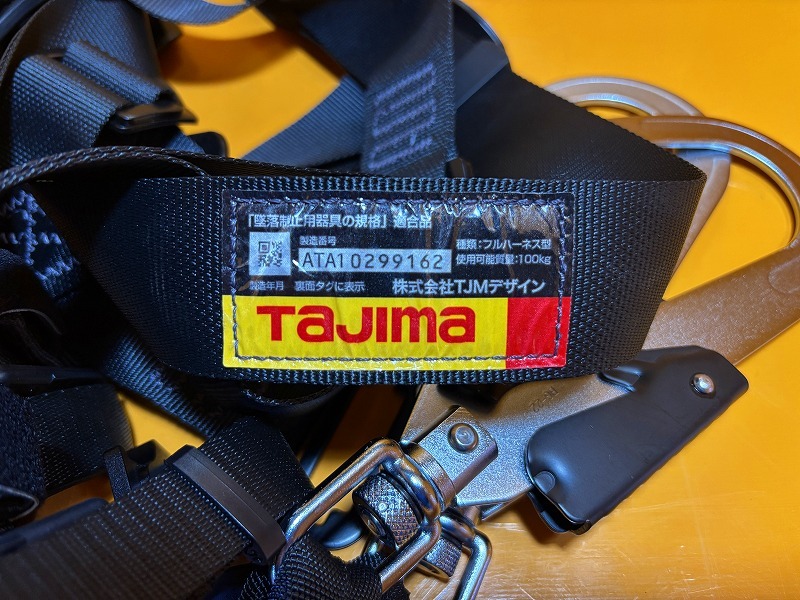 「墜落制止用器具の規格」適合品
製造番号
ATA10299162
種類：フルハーネス型
使用可能質量：100kg
製造年月 裏面タグに表示
株式会社TJMデザイン
TaJima